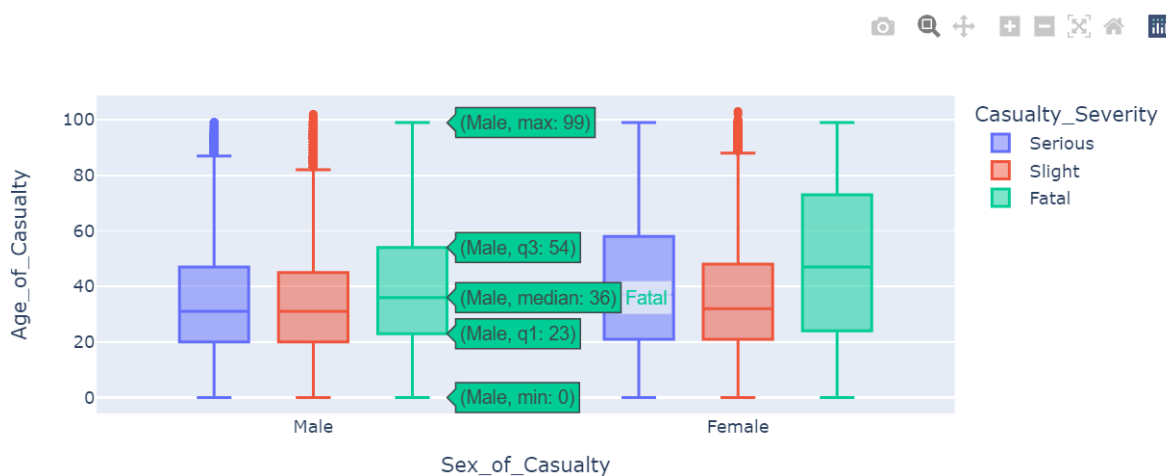 100
80
60
40
20
0
Age_of_Casualty
(Male, max: 99)
(Male, q3: 54)
(Male, median: 36) Fatal
(Male, q1: 23)
(Male, min: 0)
Male
Female
Sex_of_Casualty
Casualty_Severity
Serious
Slight
Fatal